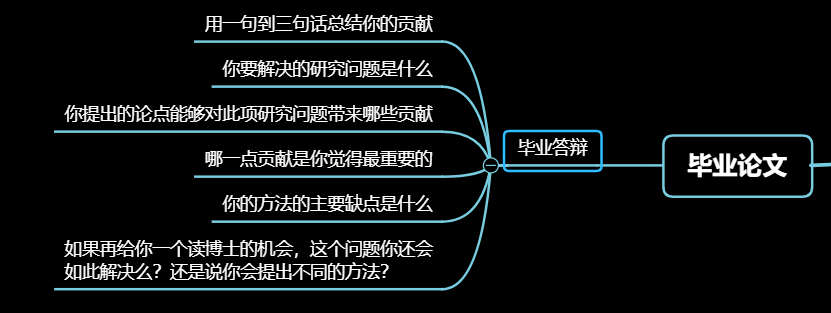 用一句到三句话总结你的贡献
你要解决的研究问题是什么
你提出的论点能够对此项研究问题带来哪些贡献
哪一点贡献是你觉得最重要的
你的方法的主要缺点是什么
如果再给你一个读博士的机会，这个问题你还会
如此解决么？还是说你会提出不同的方法？
毕业答辩
毕业论文